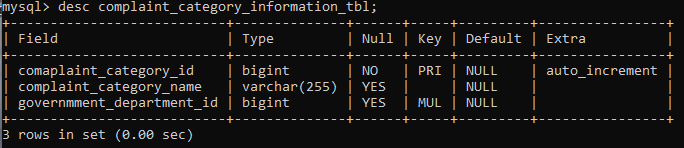 mysql> desc complaint_category_information_tbl;
+---------------------------+--------------+------+-----+---------+----------------+
| Field                     | Type         | Null | Key | Default | Extra          |
+---------------------------+--------------+------+-----+---------+----------------+
| comaplaint_category_id    | bigint       | NO   | PRI | NULL    | auto_increment |
| complaint_category_name   | varchar(255) | YES  |     | NULL    |                |
| governmment_department_id | bigint       | YES  | MUL | NULL    |                |
+---------------------------+--------------+------+-----+---------+----------------+
3 rows in set (0.00 sec)